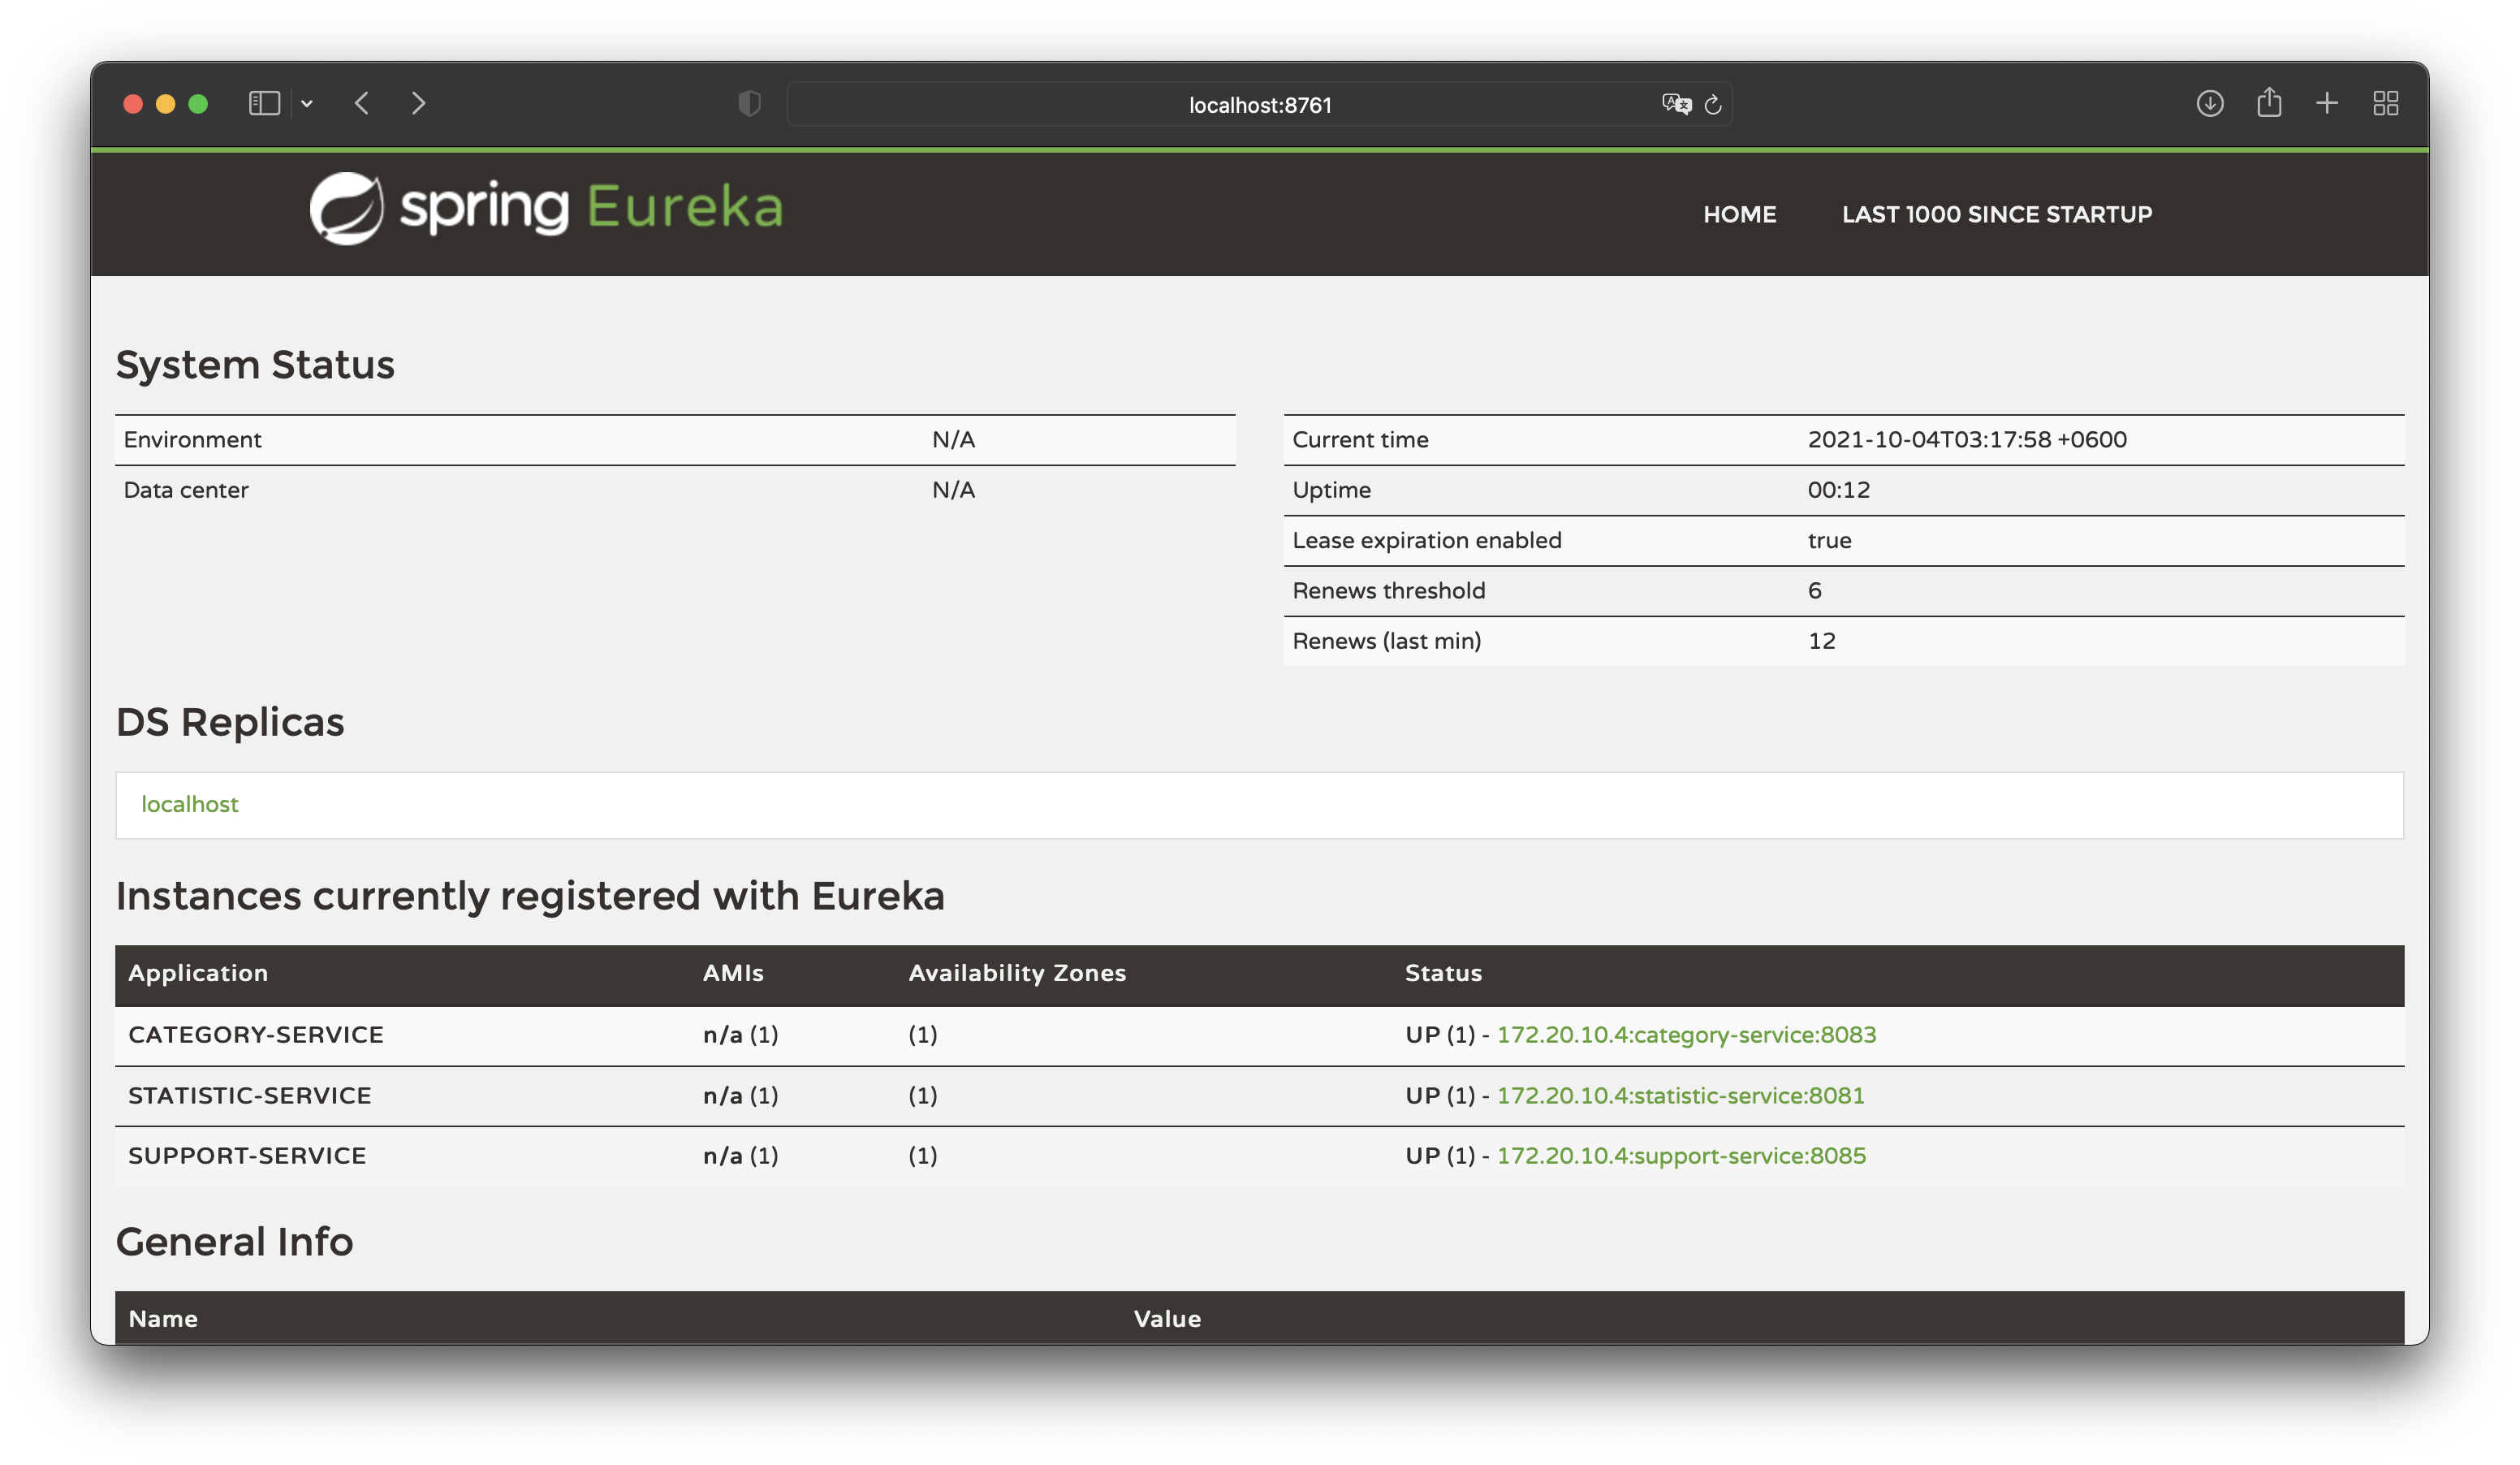 localhost:8761
spring Eureka
HOME LAST 1000 SINCE STARTUP
System Status
Environment N/A
Data center N/A
Current time 2021-10-04T03:17:58 +0600
Uptime 00:12
Lease expiration enabled true
Renews threshold 6
Renews (last min) 12
DS Replicas
localhost
Instances currently registered with Eureka
Application AMIs Availability Zones Status
CATEGORY-SERVICE n/a (1) (1) UP (1) - 172.20.10.4:category-service:8083
STATISTIC-SERVICE n/a (1) (1) UP (1) - 172.20.10.4:statistic-service:8081
SUPPORT-SERVICE n/a (1) (1) UP (1) - 172.20.10.4:support-service:8085
General Info
Name Value